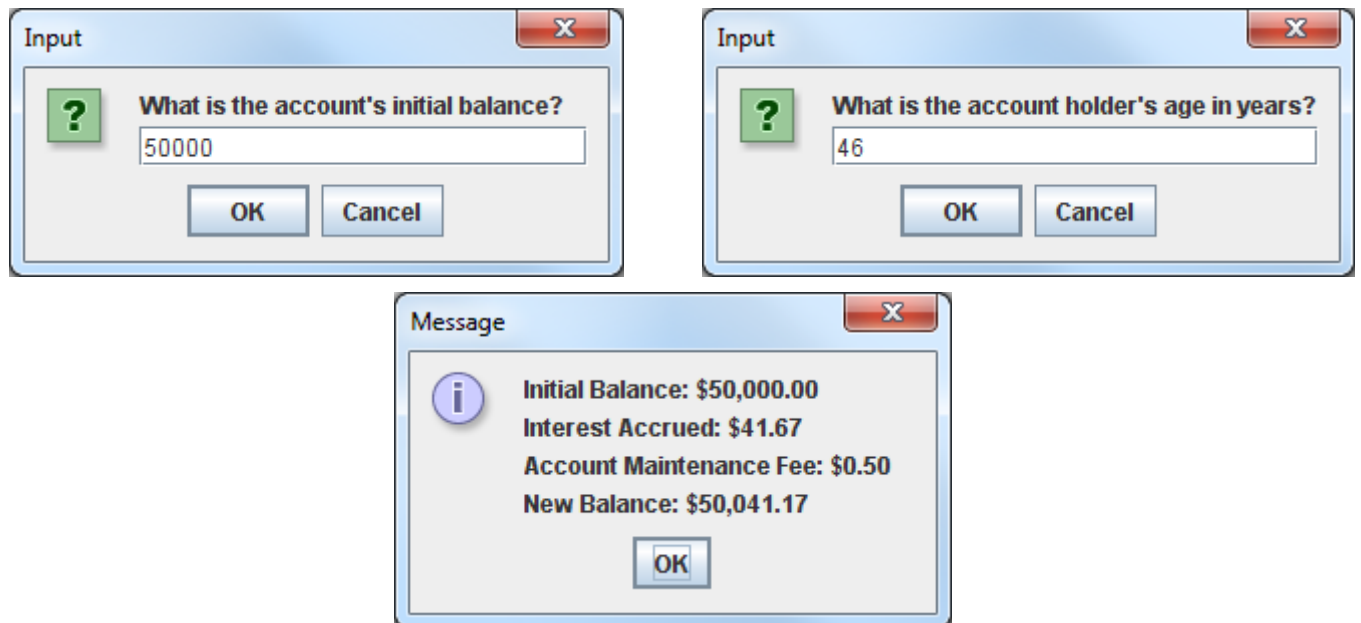 Input
What is the account's initial balance?
50000
OK Cancel
Input
What is the account holder's age in years?
46
OK Cancel
Message
Initial Balance: $50,000.00
Interest Accrued: $41.67
Account Maintenance Fee: $0.50
New Balance: $50,041.17
OK